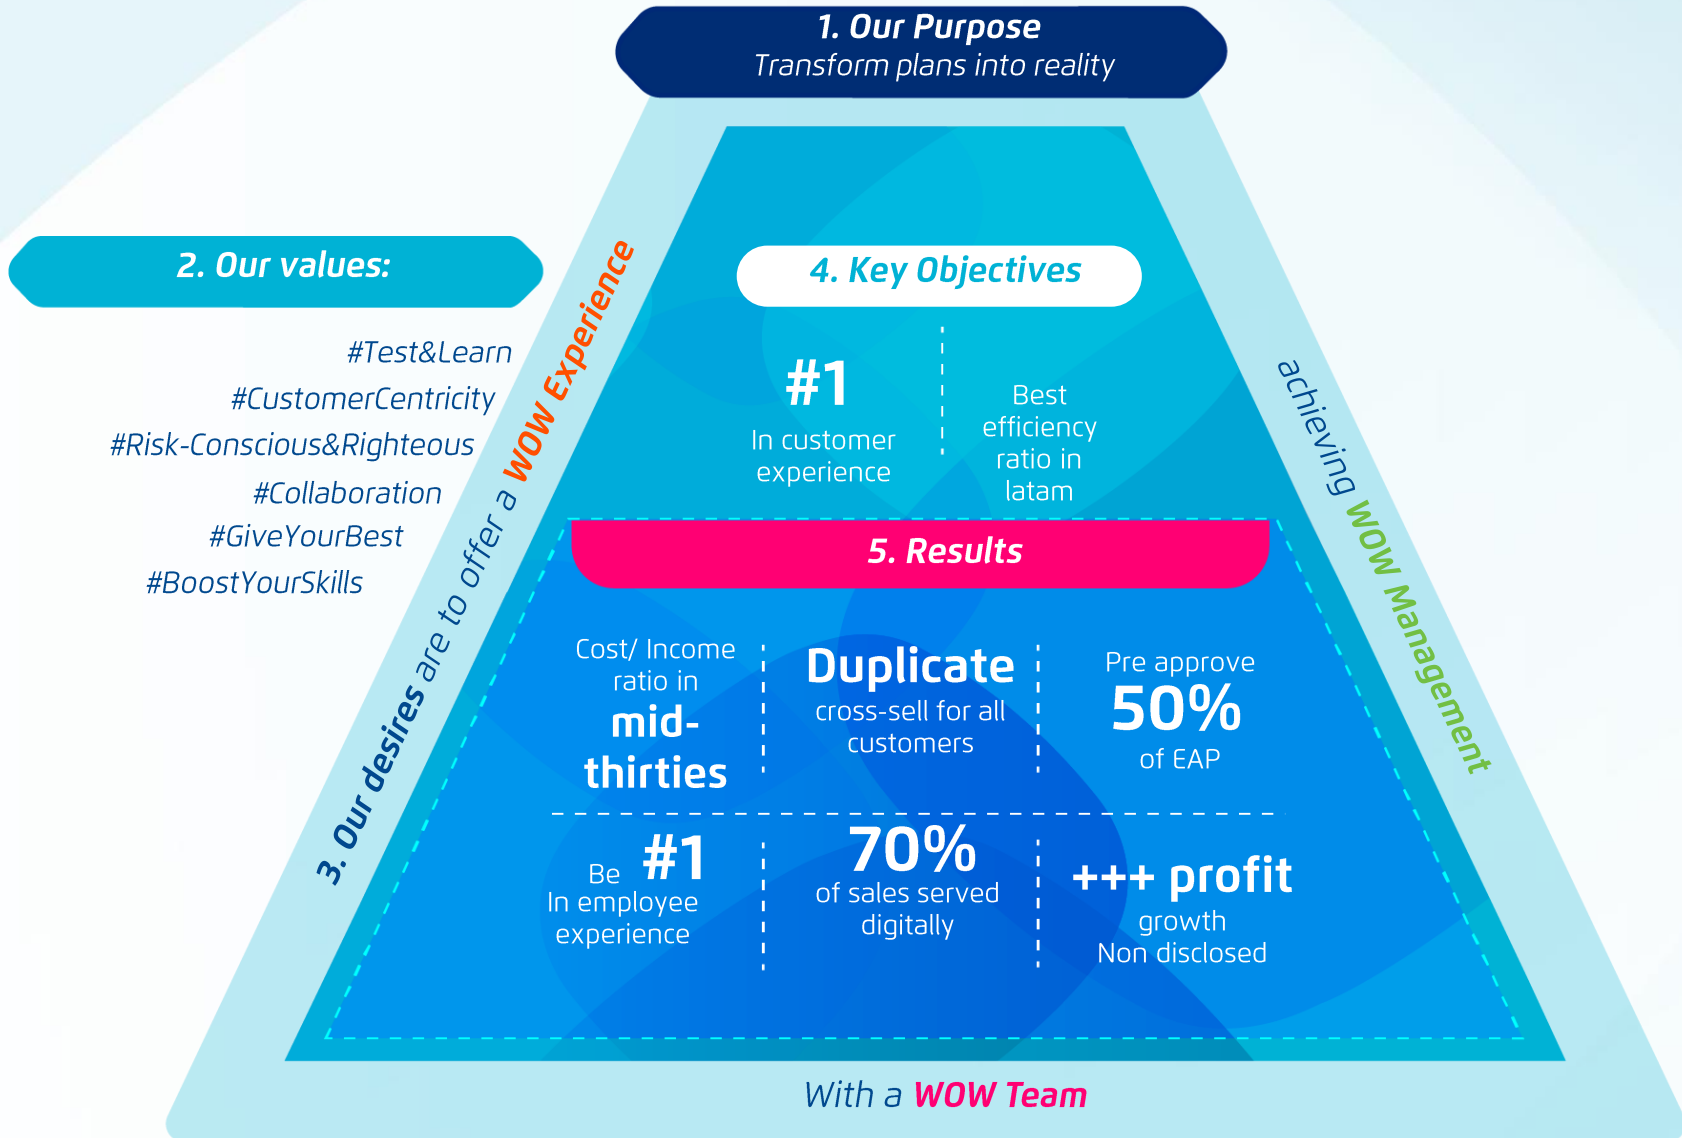 1. Our Purpose
Transform plans into reality
2. Our values:
#Test&Learn
#CustomerCentricity
#Risk-Conscious&Righteous
#Collaboration
#GiveYourBest
#BoostYourSkills
3. Our desires are to offer a WOW Experience
achieving WOW Management
With a WOW Team
4. Key Objectives
#1
In customer
experience
Best
efficiency
ratio in
latam
5. Results
Cost/ Income
ratio in
mid-
thirties
Duplicate
cross-sell for all
customers
Pre approve
50%
of EAP
Be #1
In employee
experience
70%
of sales served
digitally
+++ profit
growth
Non disclosed